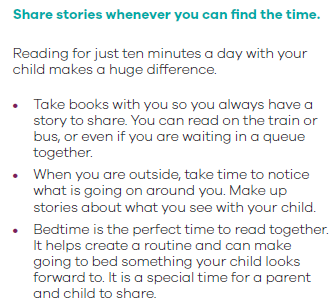 Share stories whenever you can find the time.
Reading for just ten minutes a day with your
child makes a huge difference.
• Take books with you so you always have a
story to share. You can read on the train or
bus, or even if you are waiting in a queue
together.
• When you are outside, take time to notice
what is going on around you. Make up
stories about what you see with your child.
• Bedtime is the perfect time to read together.
It helps create a routine and can make
going to bed something your child looks
forward to. It is a special time for a parent
and child to share.